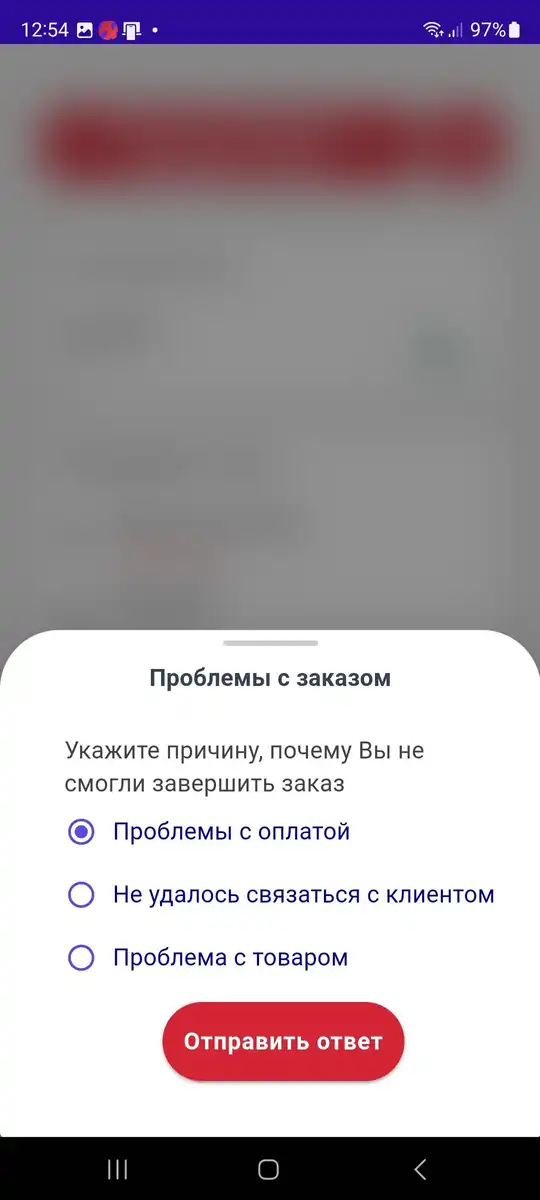 12:54 97%
Проблемы с заказом
Укажите причину, почему Вы не
смогли завершить заказ
Проблемы с оплатой
Не удалось связаться с клиентом
Проблема с товаром
Отправить ответ